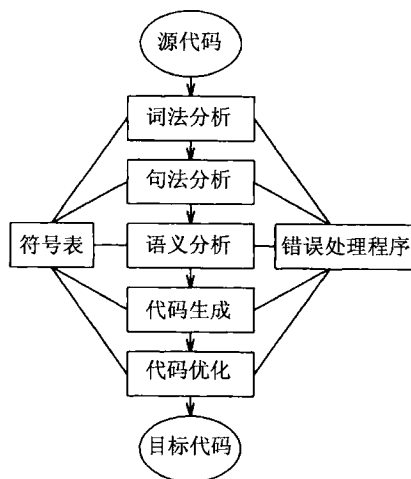 源代码
词法分析
句法分析
符号表
语义分析
错误处理程序
代码生成
代码优化
目标代码